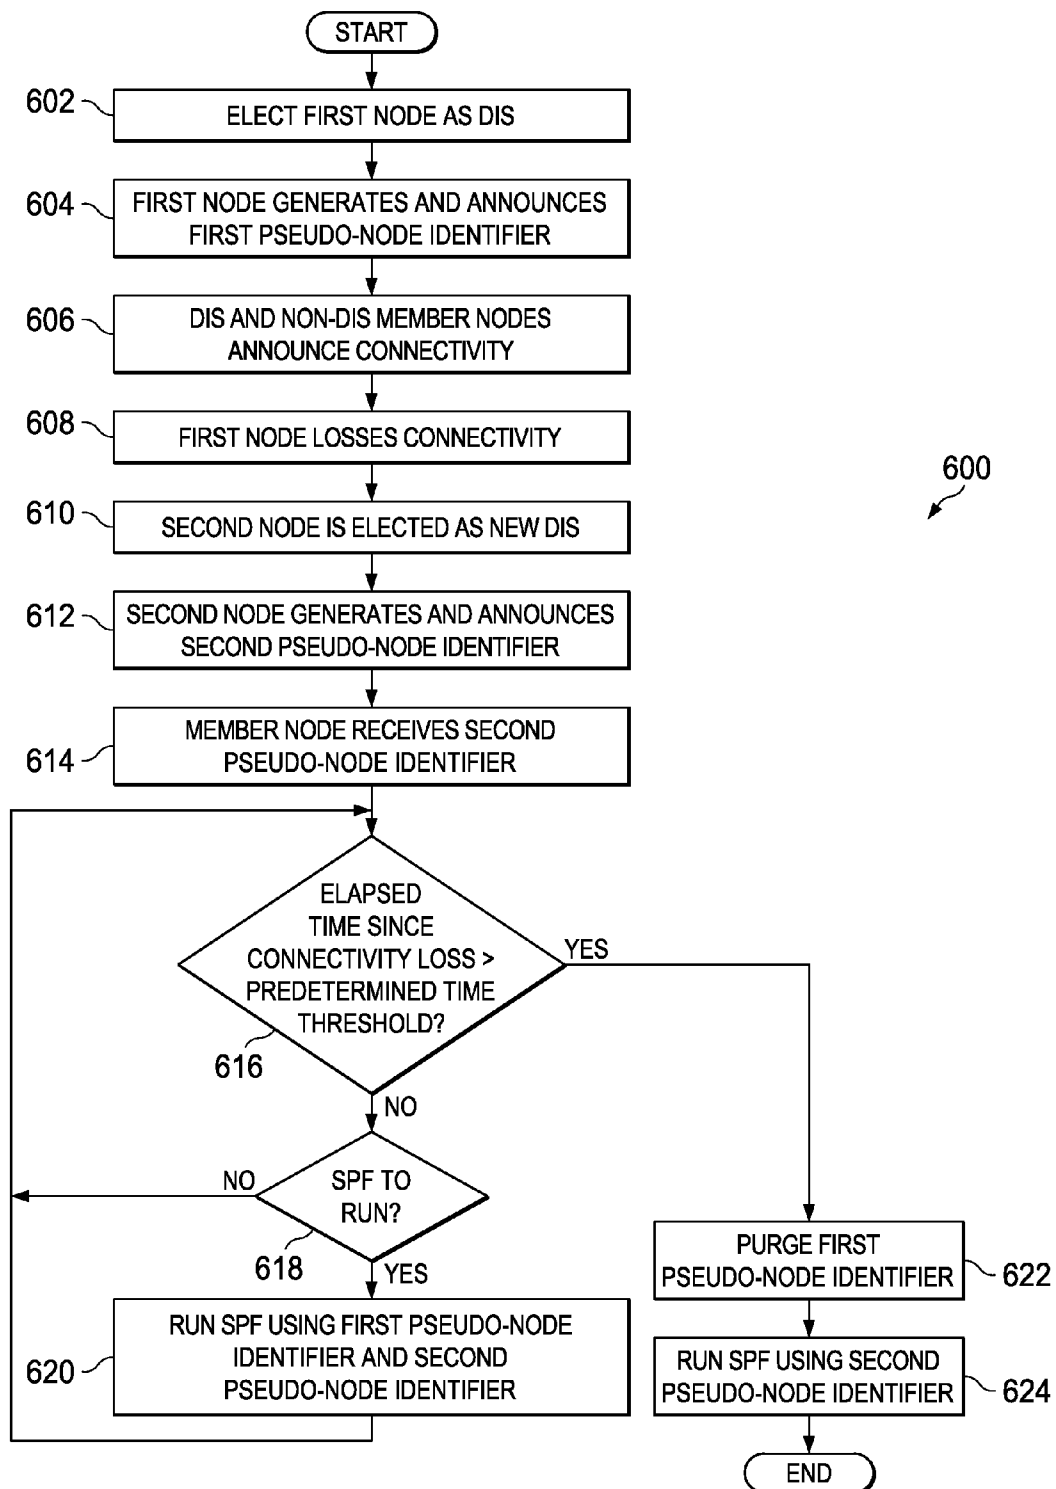 START
602
ELECT FIRST NODE AS DIS
604
FIRST NODE GENERATES AND ANNOUNCES
FIRST PSEUDO-NODE IDENTIFIER
606
DIS AND NON-DIS MEMBER NODES
ANNOUNCE CONNECTIVITY
608
FIRST NODE LOSSES CONNECTIVITY
600
610
SECOND NODE IS ELECTED AS NEW DIS
612
SECOND NODE GENERATES AND ANNOUNCES
SECOND PSEUDO-NODE IDENTIFIER
614
MEMBER NODE RECEIVES SECOND
PSEUDO-NODE IDENTIFIER
ELAPSED
TIME SINCE
CONNECTIVITY LOSS >
PREDETERMINED TIME
THRESHOLD?
YES
616
NO
SPF TO
RUN?
NO
618
YES
620
RUN SPF USING FIRST PSEUDO-NODE
IDENTIFIER AND SECOND
PSEUDO-NODE IDENTIFIER
PURGE FIRST
PSEUDO-NODE IDENTIFIER
622
RUN SPF USING SECOND
PSEUDO-NODE IDENTIFIER
624
END